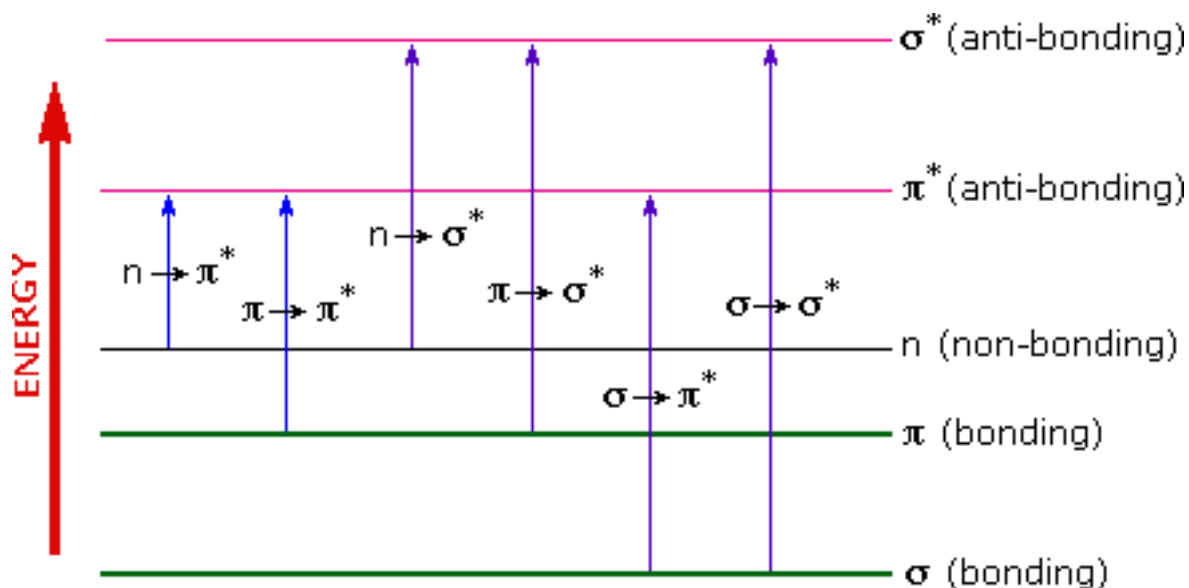 σ* (anti-bonding)
π* (anti-bonding)
n → σ*
n → π*
π → σ*
π → π*
σ → σ*
n (non-bonding)
σ → π*
π (bonding)
σ (bonding)
ENERGY